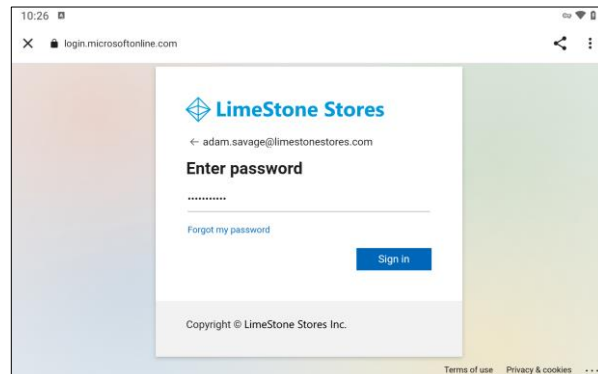 10:26
login.microsoftonline.com
LimeStone Stores
← adam.savage@limestonestores.com
Enter password
•••••••••••
Forgot my password
Sign in
Copyright © LimeStone Stores Inc.
Terms of use Privacy & cookies ...